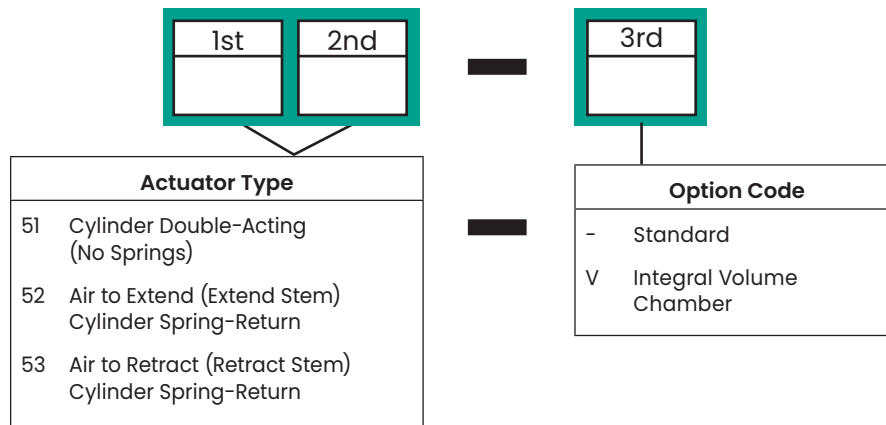 1st 2nd 3rd
Actuator Type
51 Cylinder Double-Acting
(No Springs)
52 Air to Extend (Extend Stem)
Cylinder Spring-Return
53 Air to Retract (Retract Stem)
Cylinder Spring-Return
Option Code
- Standard
V Integral Volume
Chamber